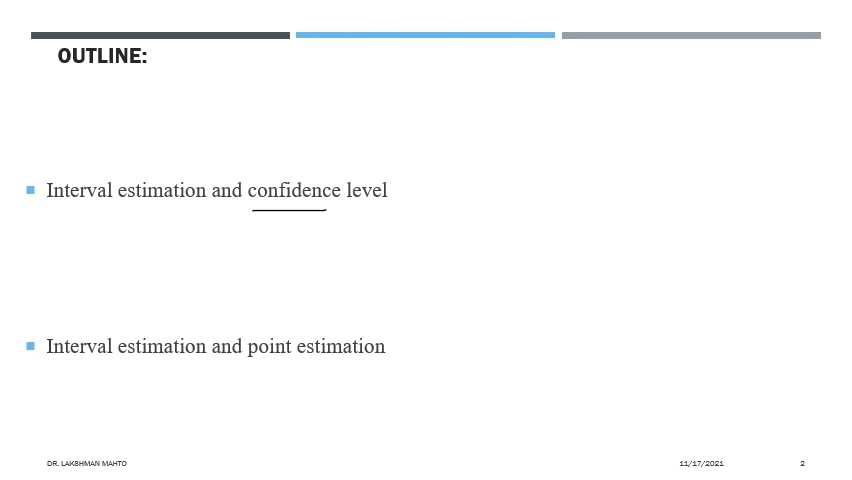 OUTLINE:
Interval estimation and confidence level
Interval estimation and point estimation
DR. LAKSHMAN MAHTO 11/17/2021 2